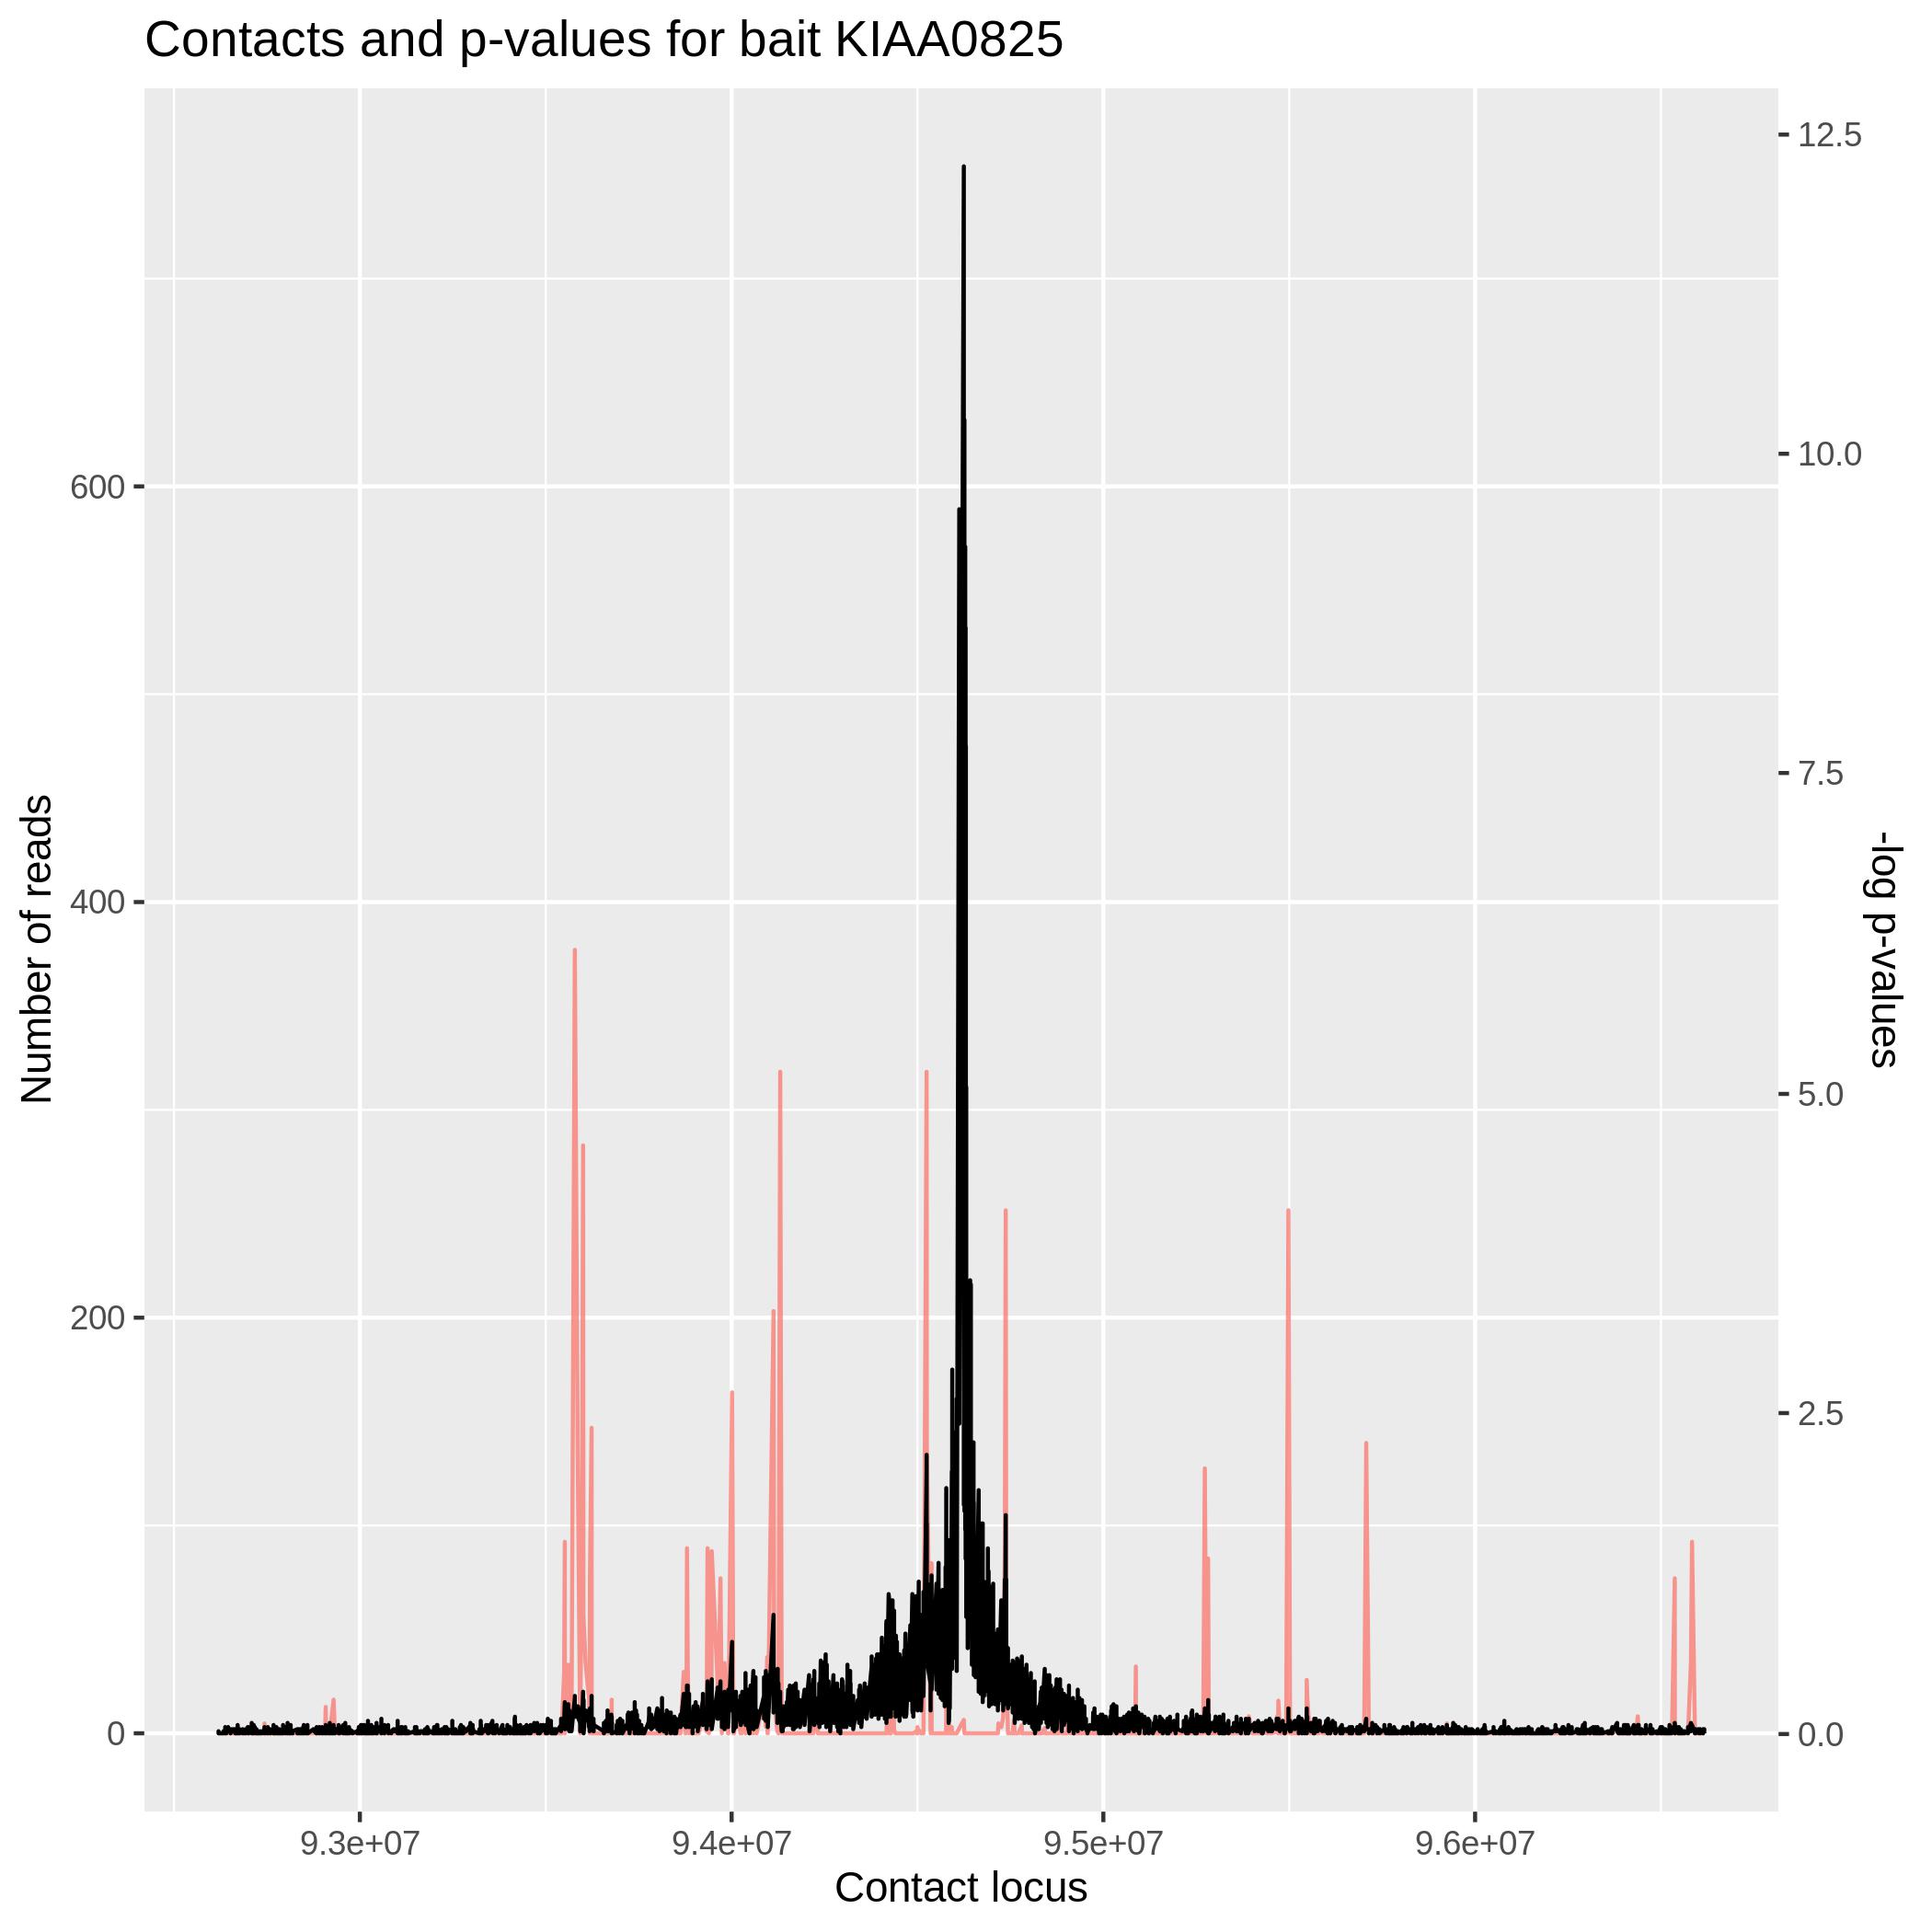 Contacts and p-values for bait KIAA0825
12.5
10.0
600
7.5
400
5.0
200
2.5
0
0.0
Number of reads
-log p-values
9.3e+07
9.4e+07
9.5e+07
9.6e+07
Contact locus